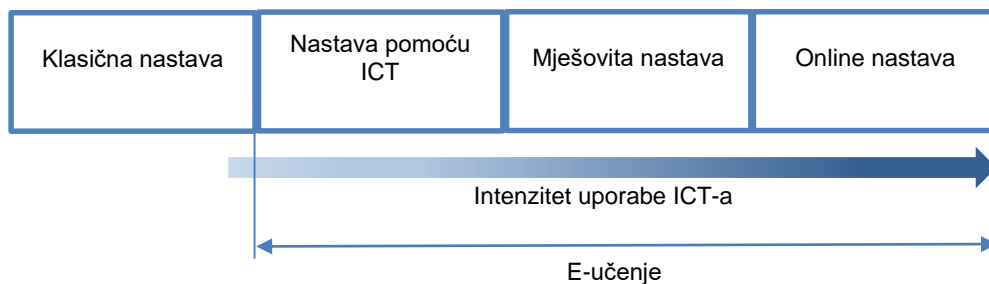 Klasična nastava
Nastava pomoću
ICT
Mješovita nastava
Online nastava
Intenzitet uporabe ICT-a
E-učenje